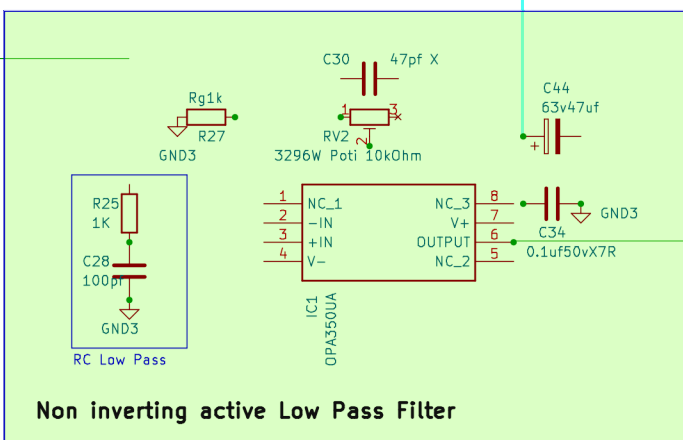 C30 47pf X
C44
63v47uf
+
Rg1k
1 3
R27
RV2 2
GND3
3296W Poti 10kOhm
R25
1K
C28
100pf
GND3
RC Low Pass
1 NC_1 NC_3 8
2 -IN V+ 7
3 +IN OUTPUT 6
4 V- NC_2 5
IC1
OPA350UA
GND3
C34
0.1uf50vX7R
Non inverting active Low Pass Filter